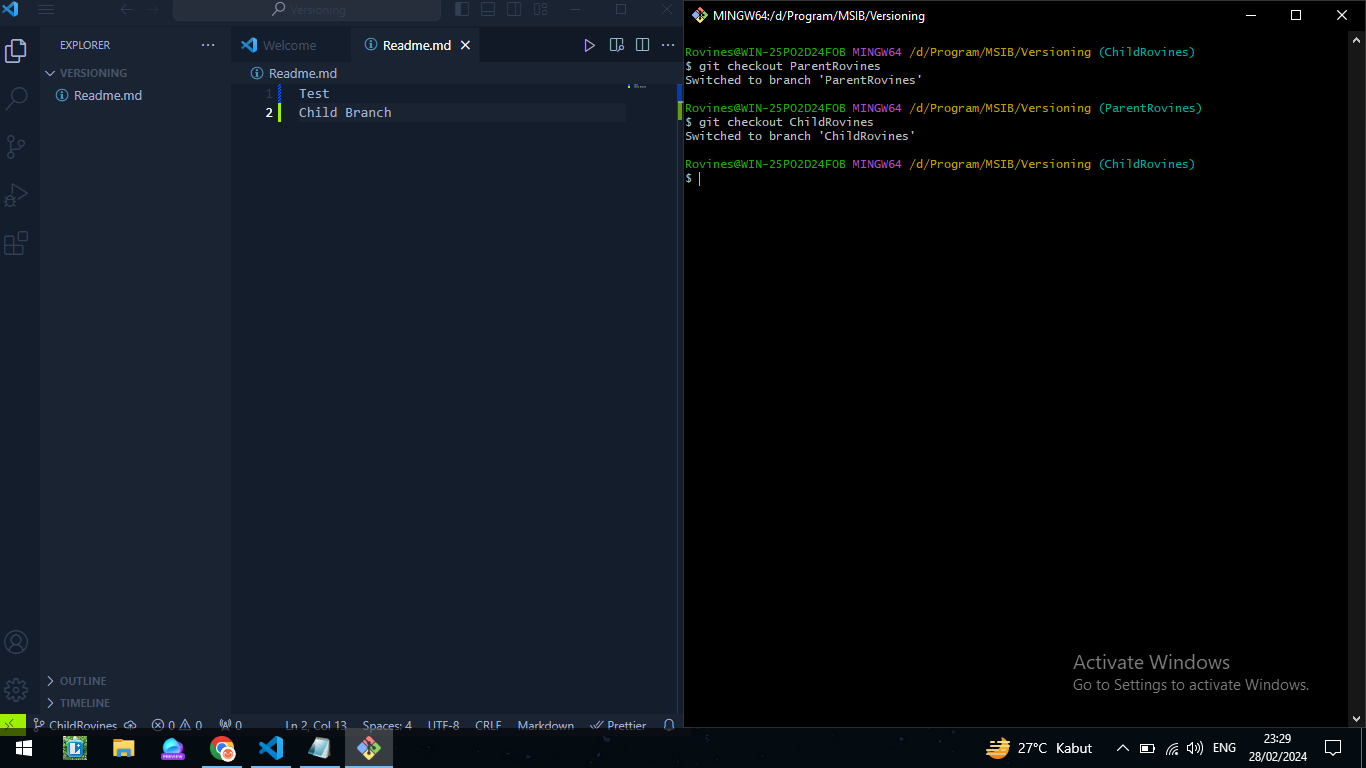 Versioning
EXPLORER
VERSIONING
Readme.md
OUTLINE
TIMELINE
Welcome
Readme.md
Readme.md
1 Test
2 Child Branch
ChildRovines 0 0 0 Ln 2, Col 13 Spaces: 4 UTF-8 CRLF Markdown Prettier
MINGW64:/d/Program/MSIB/Versioning
Rovines@WIN-25PO2D24FOB MINGW64 /d/Program/MSIB/Versioning (ChildRovines)
$ git checkout ParentRovines
Switched to branch 'ParentRovines'
Rovines@WIN-25PO2D24FOB MINGW64 /d/Program/MSIB/Versioning (ParentRovines)
$ git checkout ChildRovines
Switched to branch 'ChildRovines'
Rovines@WIN-25PO2D24FOB MINGW64 /d/Program/MSIB/Versioning (ChildRovines)
$
Activate Windows
Go to Settings to activate Windows.
PREVIEW
27°C Kabut
ENG
23:29
28/02/2024